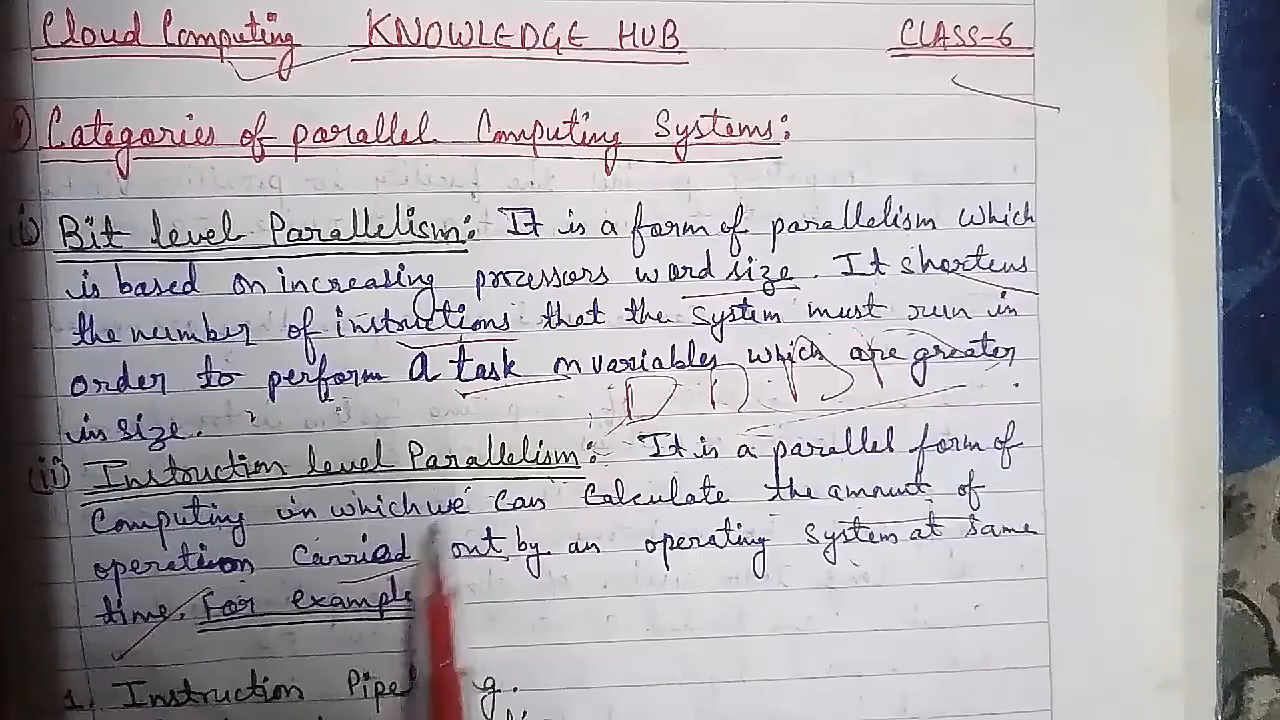 Cloud Computing KNOWLEDGE HUB CLASS-6
Categories of parallel Computing Systems:
i) Bit level Parallelism: It is a form of parallelism which
is based on increasing processors word size. It shortens
the number of instructions that the system must run in
order to perform a task on variables which are greater
in size.
(ii) Instruction level Parallelism: It is a parallel form of
Computing in which we can calculate the amount of
operation carried out by an operating system at same
time. For example
1. Instruction Pipel g.